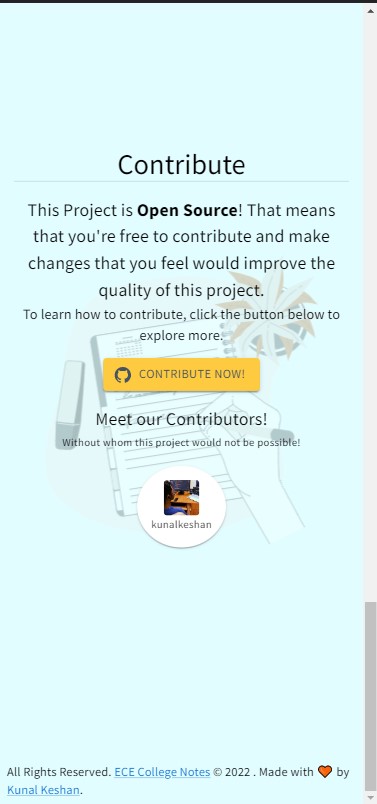 Contribute
This Project is Open Source! That means
that you're free to contribute and make
changes that you feel would improve the
quality of this project.
To learn how to contribute, click the button below to
explore more.
CONTRIBUTE NOW!
Meet our Contributors!
Without whom this project would not be possible!
kunalkeshan
All Rights Reserved. ECE College Notes © 2022 . Made with 🧡 by
Kunal Keshan.